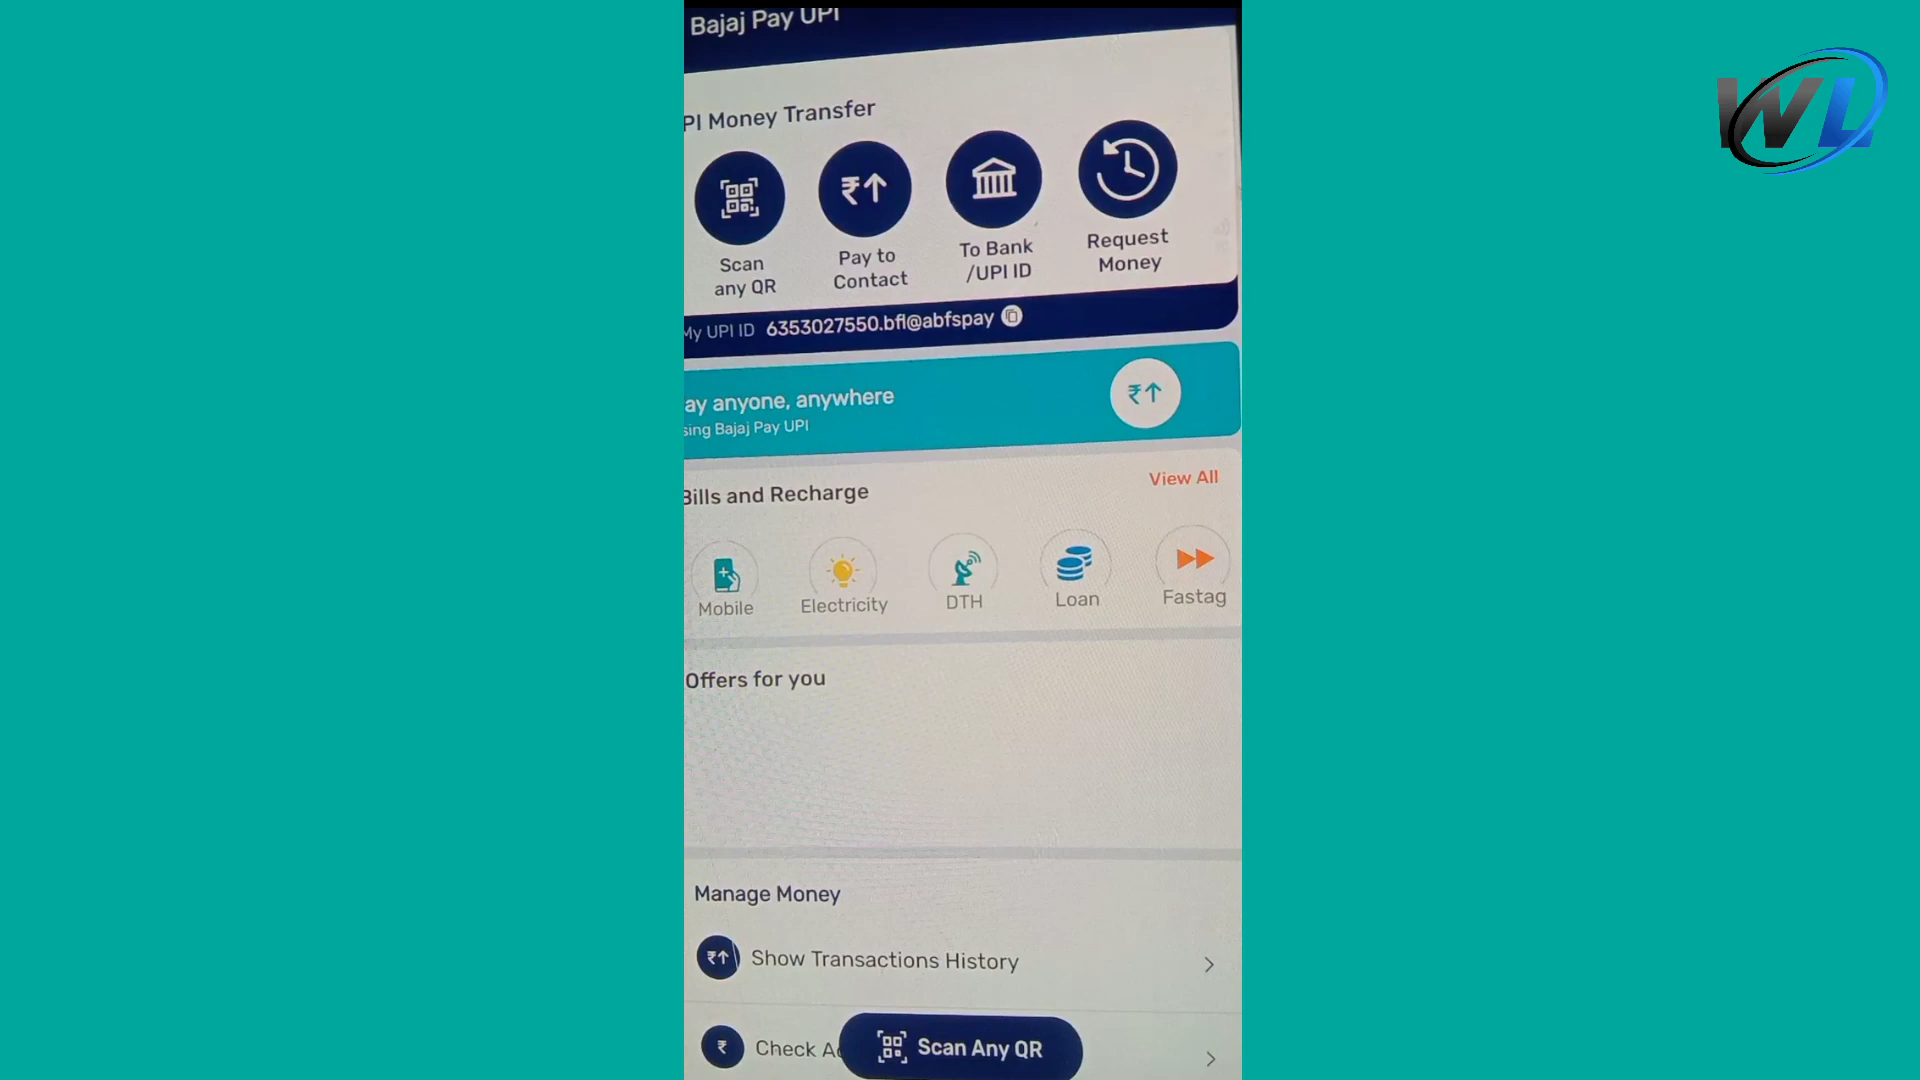 Bajaj Pay UPI
PI Money Transfer
Scan any QR
Pay to Contact
To Bank /UPI ID
Request Money
My UPI ID 6353027550.bfl@abfspay
ay anyone, anywhere
sing Bajaj Pay UPI
Bills and Recharge
View All
Mobile
Electricity
DTH
Loan
Fastag
Offers for you
Manage Money
Show Transactions History
Check A
Scan Any QR
WL